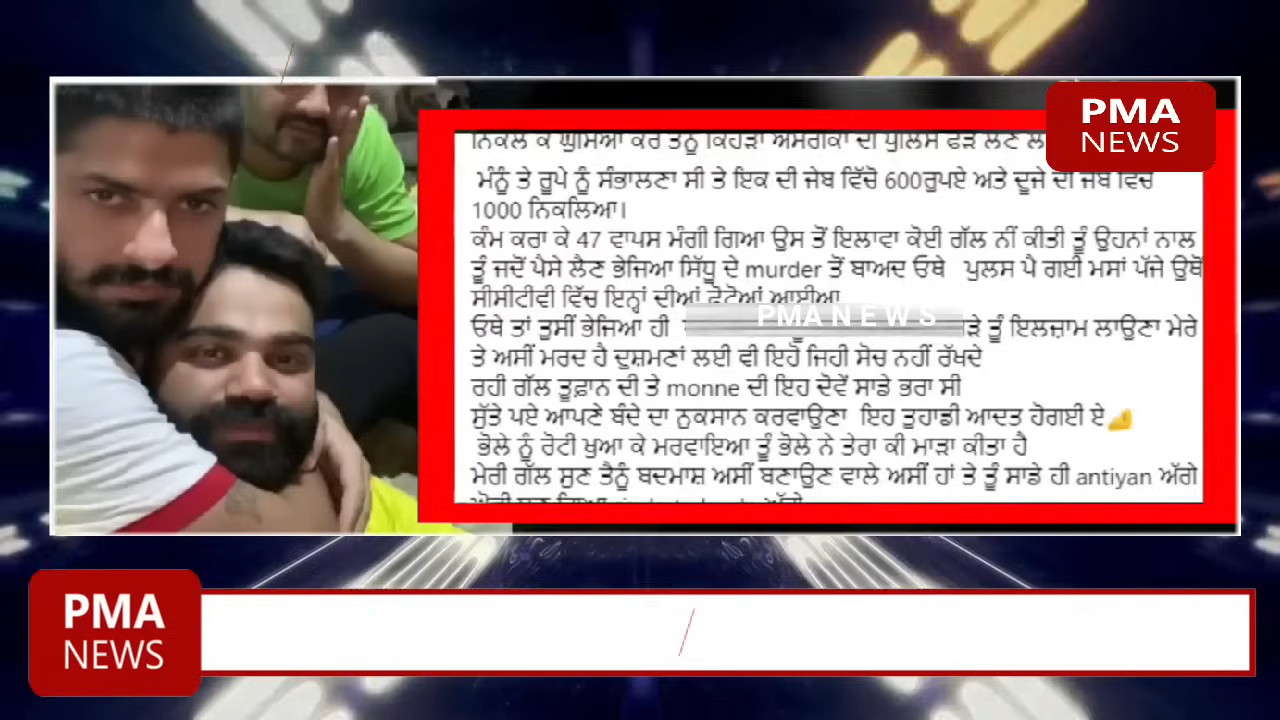 PMA
NEWS
ਮੰਨੂੰ ਤੇ ਰੂਪੇ ਨੂੰ ਸੰਭਾਲਣਾ ਸੀ ਤੇ ਇਕ ਦੀ ਜੇਬ ਵਿੱਚੋ 600ਰੁਪਏ ਅਤੇ ਦੂਜੇ ਦੀ ਜੇਬ ਵਿਚ
1000 ਨਿਕਲਿਆ।
ਕੰਮ ਕਰਾ ਕੇ 47 ਵਾਪਸ ਮੰਗੀ ਗਿਆ ਉਸ ਤੋਂ ਇਲਾਵਾ ਕੋਈ ਗੱਲ ਨੀਂ ਕੀਤੀ ਤੂੰ ਉਹਨਾਂ ਨਾਲ
ਤੂੰ ਜਦੋਂ ਪੈਸੇ ਲੈਣ ਭੇਜਿਆ ਸਿੱਧੂ ਦੇ murder ਤੋਂ ਬਾਅਦ ਓਥੇ ਪੁਲਸ ਪੈ ਗਈ ਮਸਾਂ ਪੱਜੇ ਉਥੋਂ
ਸੀਸੀਟੀਵੀ ਵਿੱਚ ਇਨ੍ਹਾਂ ਦੀਆਂ ਫੋਟੋਆਂ ਆਈਆ
PMA NEWS
ਓਥੇ ਤਾਂ ਤੁਸੀਂ ਭੇਜਿਆ ਹੀ ਤੂੰ ਇਲਜ਼ਾਮ ਲਾਉਣਾ ਮੇਰੇ
ਤੇ ਅਸੀਂ ਮਰਦ ਹੈ ਦੁਸ਼ਮਣਾਂ ਲਈ ਵੀ ਇਹੋ ਜਿਹੀ ਸੋਚ ਨਹੀਂ ਰੱਖਦੇ
ਰਹੀ ਗੱਲ ਤੂਫ਼ਾਨ ਦੀ ਤੇ monne ਦੀ ਇਹ ਦੋਵੇਂ ਸਾਡੇ ਭਰਾ ਸੀ
ਸੁੱਤੇ ਪਏ ਆਪਣੇ ਬੰਦੇ ਦਾ ਨੁਕਸਾਨ ਕਰਵਾਉਣਾ ਇਹ ਤੁਹਾਡੀ ਆਦਤ ਹੋਗਈ ਏ
ਭੋਲੇ ਨੂੰ ਰੋਟੀ ਖੁਆ ਕੇ ਮਰਵਾਇਆ ਤੂੰ ਭੋਲੇ ਨੇ ਤੇਰਾ ਕੀ ਮਾੜਾ ਕੀਤਾ ਹੈ
ਮੇਰੀ ਗੱਲ ਸੁਣ ਤੈਨੂੰ ਬਦਮਾਸ਼ ਅਸੀਂ ਬਣਾਉਣ ਵਾਲੇ ਅਸੀਂ ਹਾਂ ਤੇ ਤੂੰ ਸਾਡੇ ਹੀ antiyan ਅੱਗੇ
PMA
NEWS